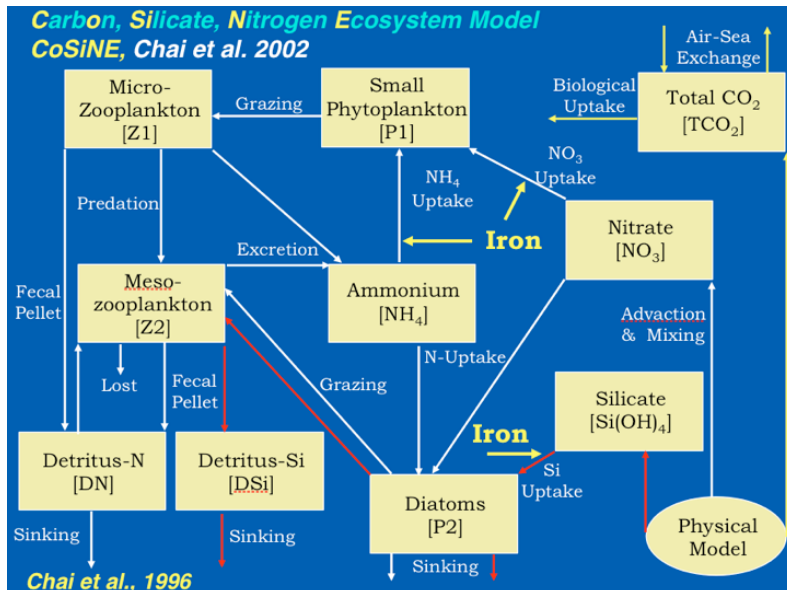 Carbon, Silicate, Nitrogen Ecosystem Model
CoSiNE, Chai et al. 2002
Air-Sea
Exchange
Micro-
Zooplankton
[Z1]
Grazing
Small
Phytoplankton
[P1]
Biological
Uptake
Total CO₂
[TCO₂]
NO₃
Uptake
NH₄
Uptake
Predation
Iron
Nitrate
[NO₃]
Excretion
Fecal
Pellet
Meso-
zooplankton
[Z2]
Ammonium
[NH₄]
Advaction
& Mixing
Lost
Fecal
Pellet
Grazing
N-Uptake
Silicate
[Si(OH)₄]
Iron
Detritus-N
[DN]
Detritus-Si
[DSi]
Si
Uptake
Diatoms
[P2]
Physical
Model
Sinking
Sinking
Sinking
Chai et al., 1996